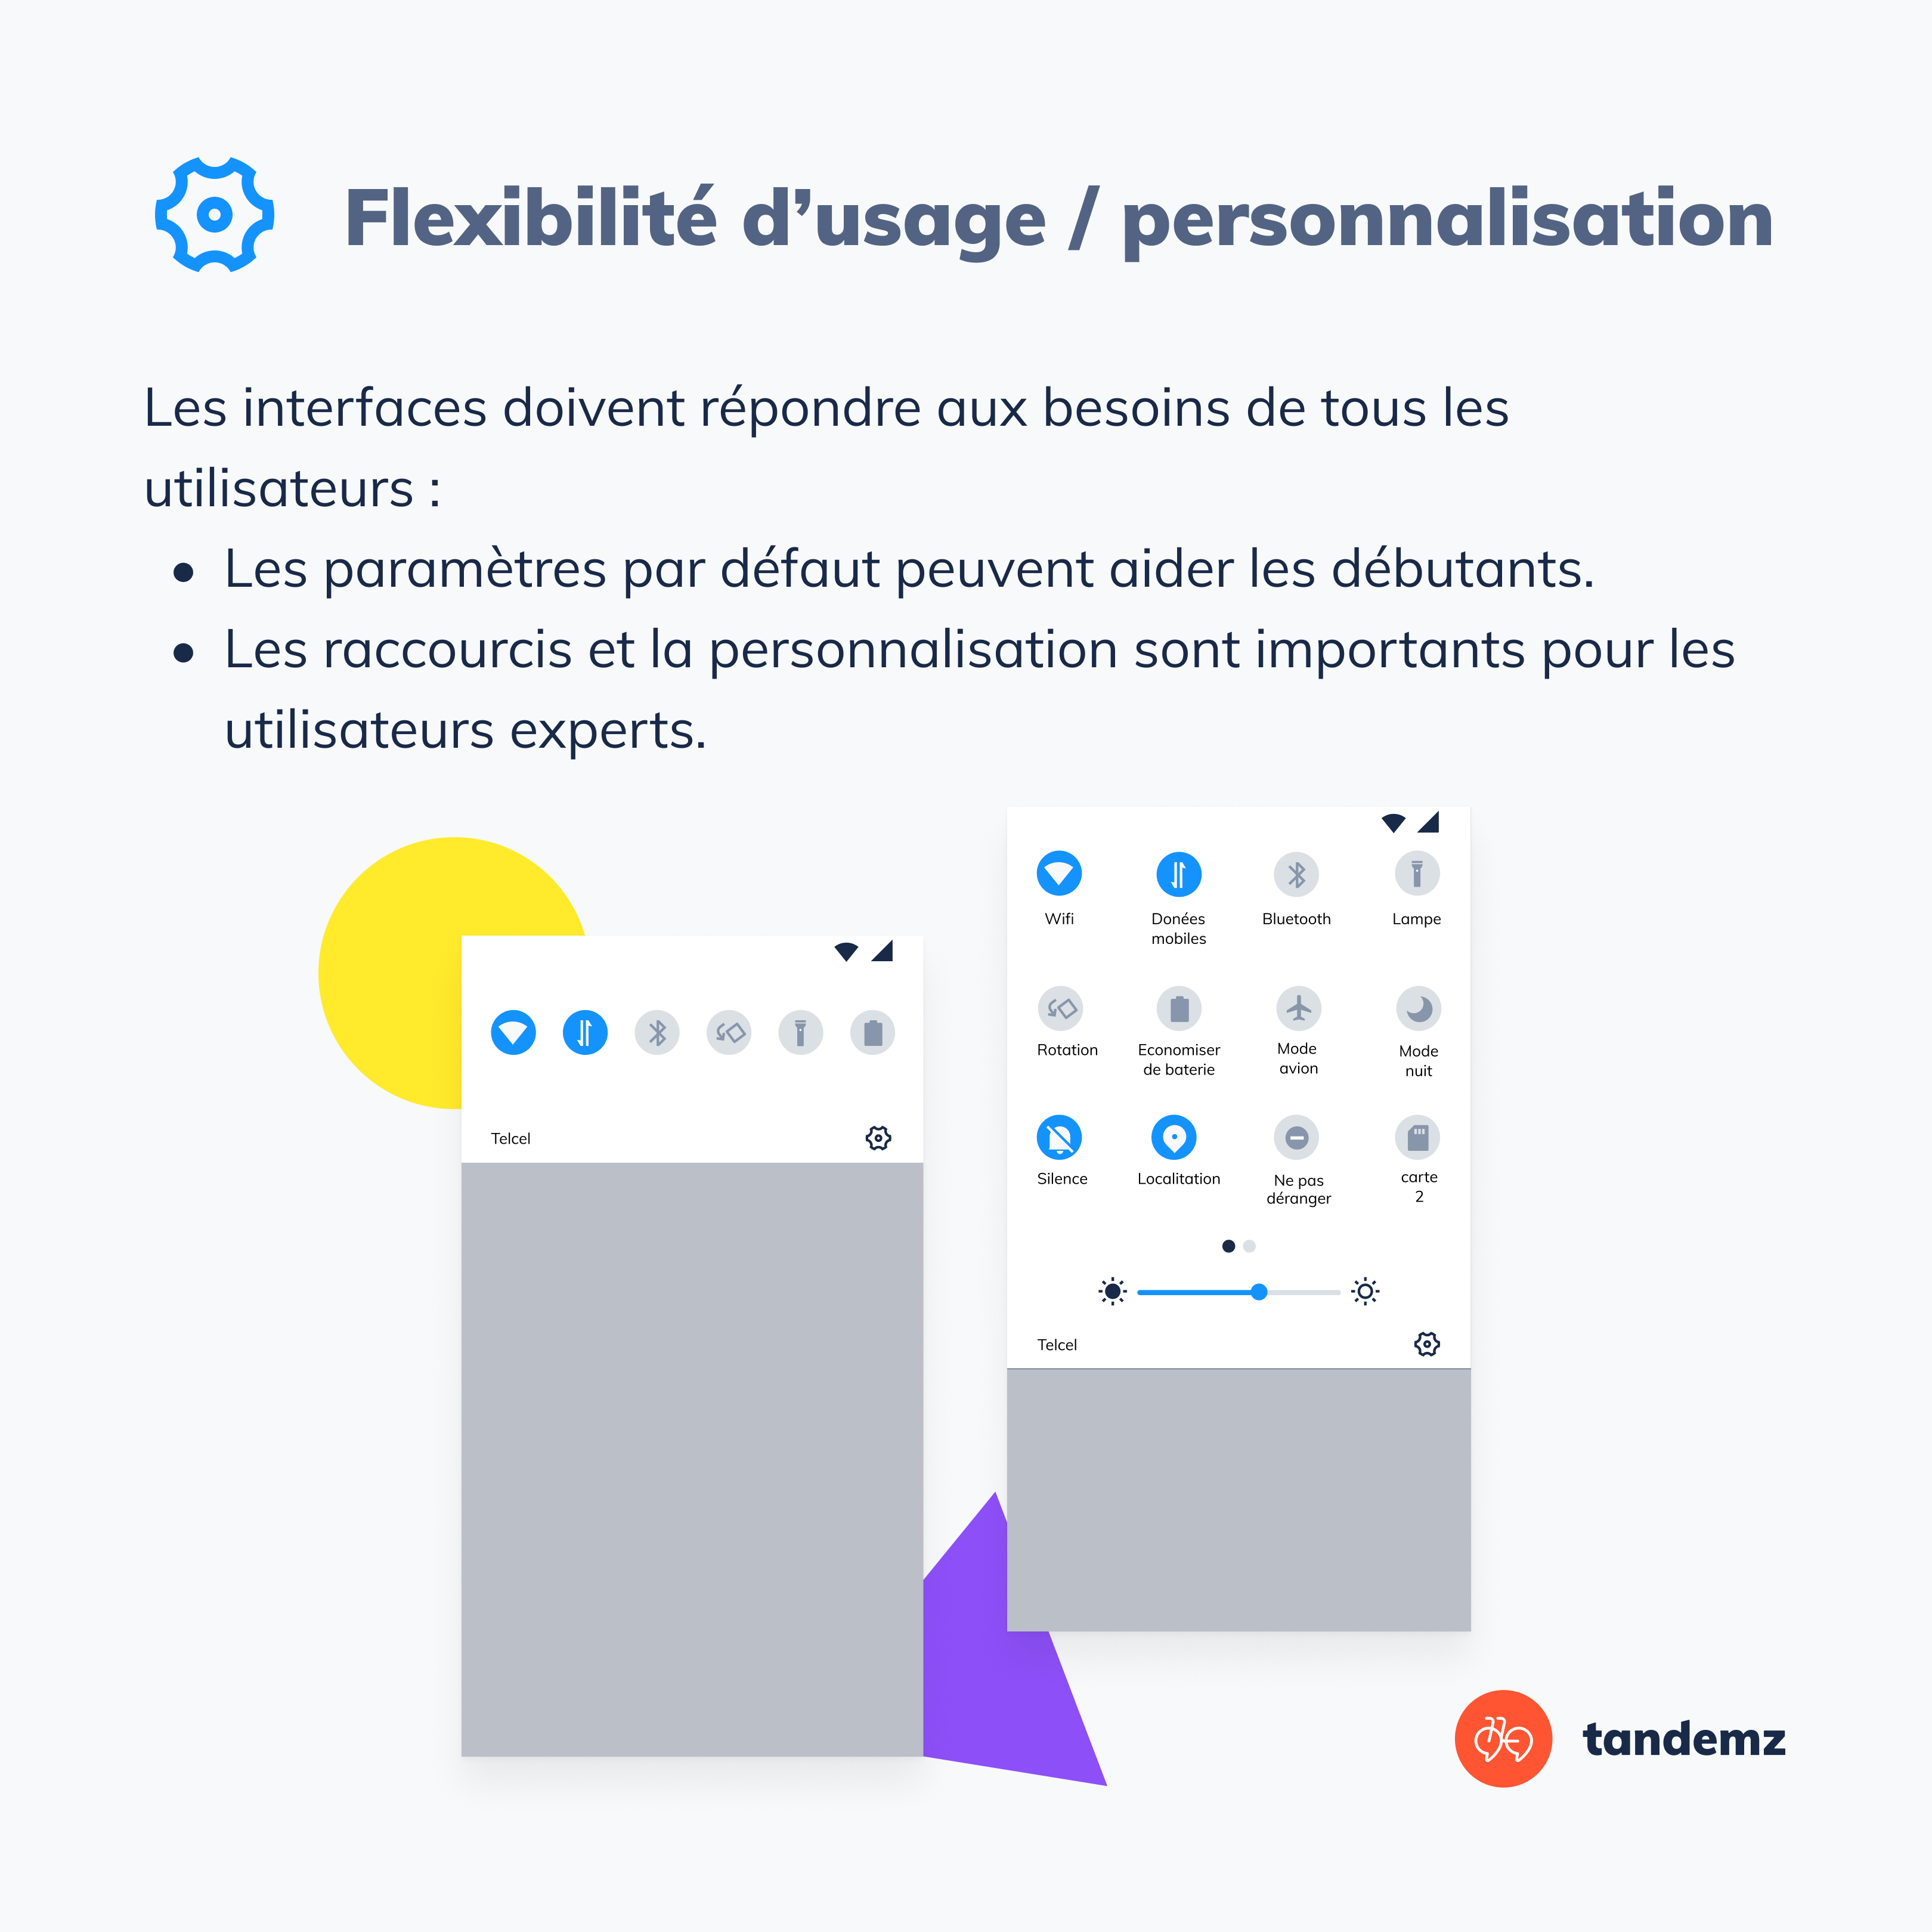 Flexibilité d’usage / personnalisation
Les interfaces doivent répondre aux besoins de tous les
utilisateurs :
● Les paramètres par défaut peuvent aider les débutants.
● Les raccourcis et la personnalisation sont importants pour les
utilisateurs experts.
Telcel
Wifi
Donées
mobiles
Bluetooth
Lampe
Rotation
Economiser
de baterie
Mode
avion
Mode
nuit
Silence
Localitation
Ne pas
déranger
carte
2
Telcel
tandemz